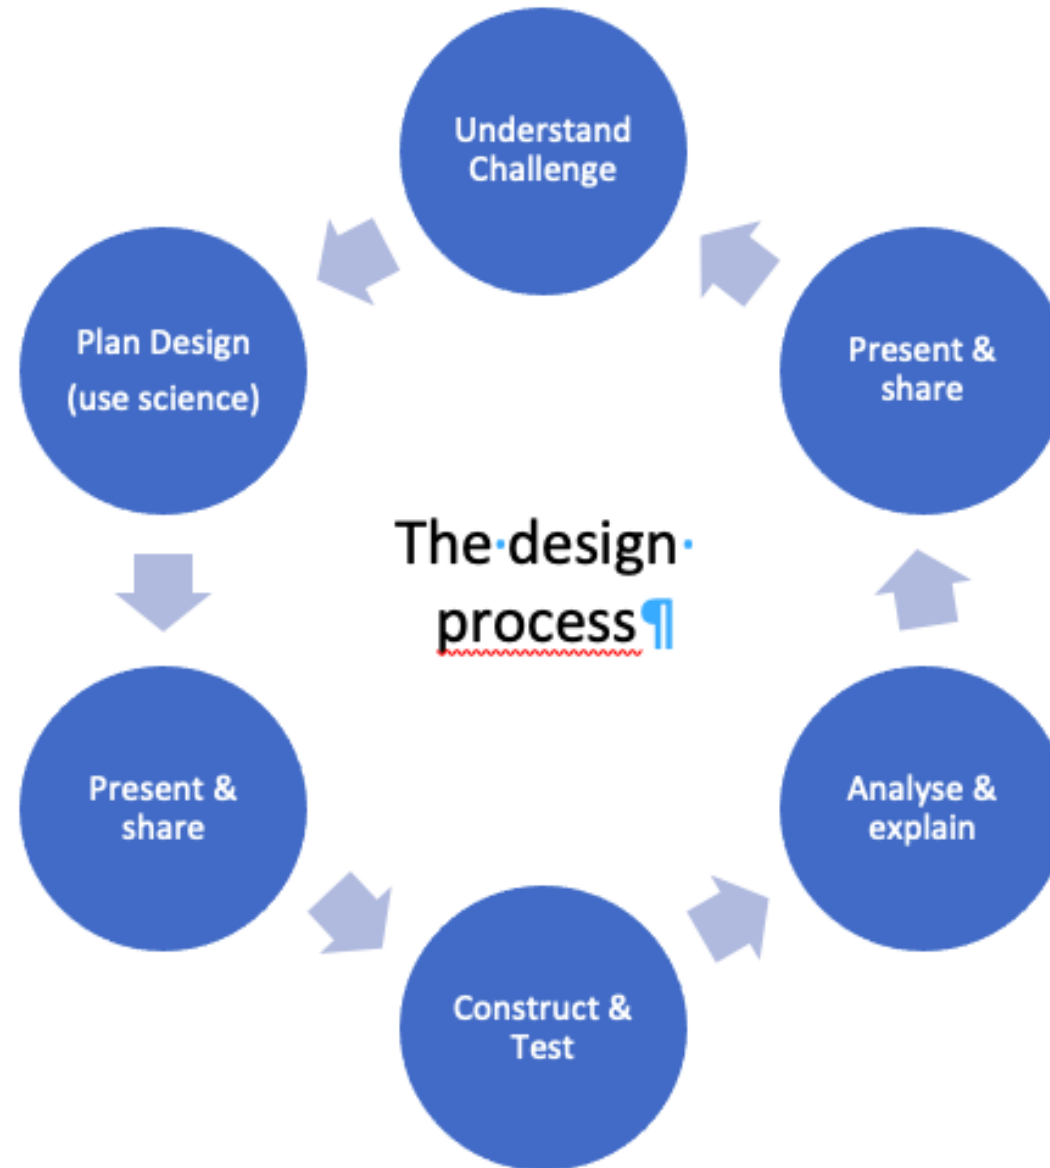 Understand
Challenge
Plan Design
(use science)
Present &
share
Construct &
Test
Analyse &
explain
Present &
share
The·design·
process¶